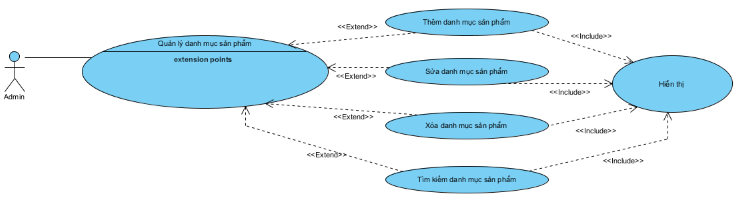 Quản lý danh mục sản phẩm
extension points
Admin
<<Extend>>
Thêm danh mục sản phẩm
<<Include>>
<<Extend>>
Sửa danh mục sản phẩm
<<Include>>
Hiển thị
<<Extend>>
Xóa danh mục sản phẩm
<<Include>>
<<Extend>>
Tìm kiếm danh mục sản phẩm
<<Include>>